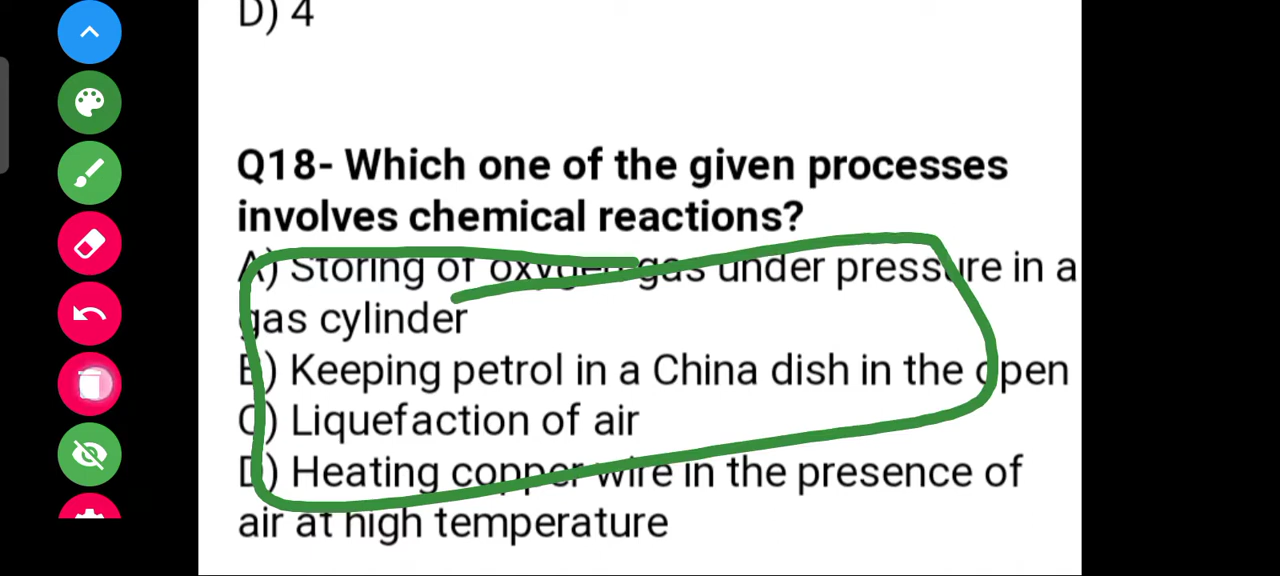 D) 4
Q18- Which one of the given processes
involves chemical reactions?
A) Storing of oxygen gas under pressure in a
gas cylinder
B) Keeping petrol in a China dish in the open
C) Liquefaction of air
D) Heating copper wire in the presence of
air at high temperature